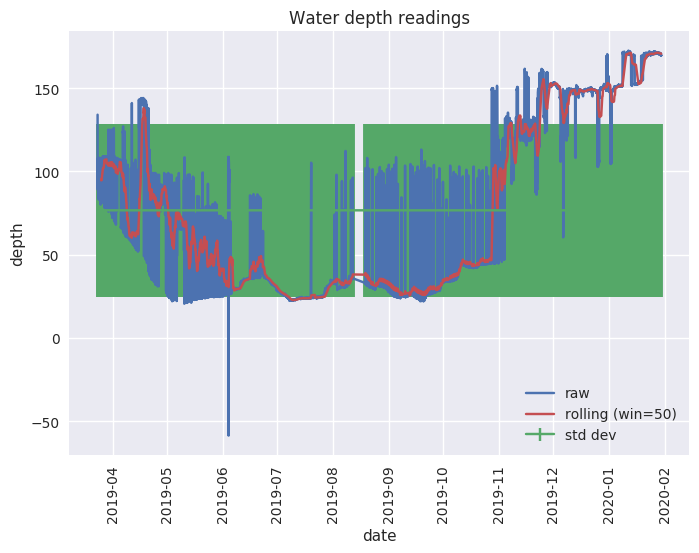 Water depth readings
depth
150
100
50
0
−50
raw
rolling (win=50)
std dev
2019-04
2019-05
2019-06
2019-07
2019-08
2019-09
2019-10
2019-11
2019-12
2020-01
2020-02
date